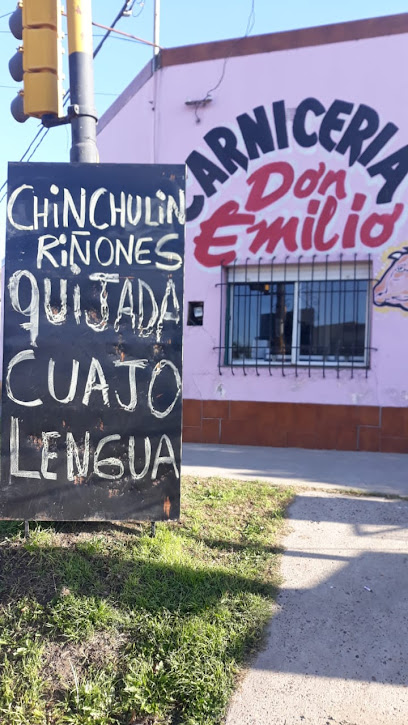 CHINCHULIN
RIÑONES
QUIJADA
CUAJO
LENGUA
CARNICERIA
Don
Emilio